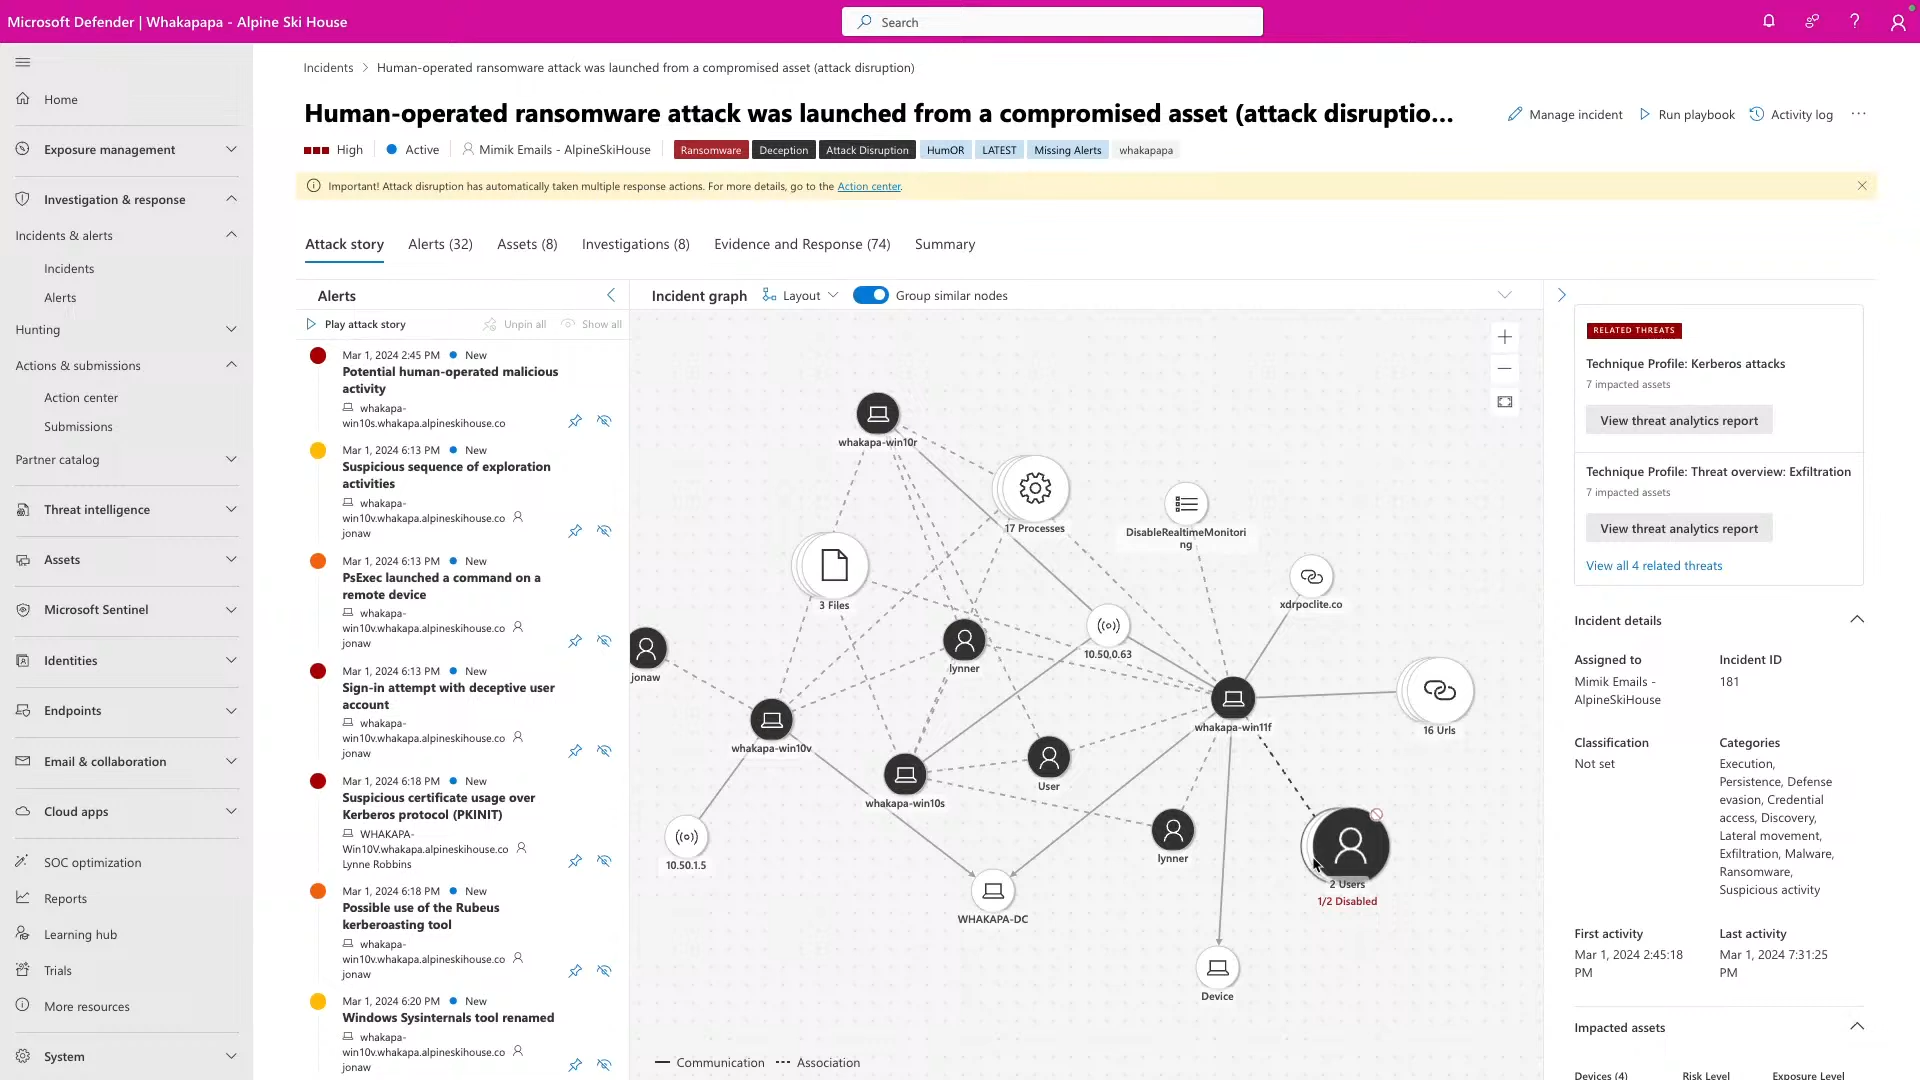 Microsoft Defender | Whakapapa - Alpine Ski House
Search
Home
Exposure management
Investigation & response
Incidents & alerts
Incidents
Alerts
Hunting
Actions & submissions
Action center
Submissions
Partner catalog
Threat intelligence
Assets
Microsoft Sentinel
Identities
Endpoints
Email & collaboration
Cloud apps
SOC optimization
Reports
Learning hub
Trials
More resources
System
Incidents > Human-operated ransomware attack was launched from a compromised asset (attack disruption)
Human-operated ransomware attack was launched from a compromised asset (attack disruptio...
Manage incident
Run playbook
Activity log
High
Active
Mimik Emails - AlpineSkiHouse
Ransomware
Deception
Attack Disruption
HumOR
LATEST
Missing Alerts
whakapapa
Important! Attack disruption has automatically taken multiple response actions. For more details, go to the Action center.
Attack story
Alerts (32)
Assets (8)
Investigations (8)
Evidence and Response (74)
Summary
Alerts
Play attack story
Unpin all
Show all
Mar 1, 2024 2:45 PM New
Potential human-operated malicious
activity
whakapa-
win10s.whakapa.alpineskihouse.co
Mar 1, 2024 6:13 PM New
Suspicious sequence of exploration
activities
whakapa-
win10v.whakapa.alpineskihouse.co
jonaw
Mar 1, 2024 6:13 PM New
PsExec launched a command on a
remote device
whakapa-
win10v.whakapa.alpineskihouse.co
jonaw
Mar 1, 2024 6:13 PM New
Sign-in attempt with deceptive user
account
whakapa-
win10v.whakapa.alpineskihouse.co
jonaw
Mar 1, 2024 6:18 PM New
Suspicious certificate usage over
Kerberos protocol (PKINIT)
WHAKAPA-
Win10V.whakapa.alpineskihouse.co
Lynne Robbins
Mar 1, 2024 6:18 PM New
Possible use of the Rubeus
kerberoasting tool
whakapa-
win10v.whakapa.alpineskihouse.co
jonaw
Mar 1, 2024 6:20 PM New
Windows Sysinternals tool renamed
whakapa-
win10v.whakapa.alpineskihouse.co
jonaw
Incident graph
Layout
Group similar nodes
whakapa-win10r
17 Processes
DisableRealtimeMonitori
ng
3 Files
xdrpoclite.co
10.50.0.63
lynner
jonaw
whakapa-win10v
whakapa-win11f
16 Urls
User
whakapa-win10s
10.50.1.5
lynner
2 Users
1/2 Disabled
WHAKAPA-DC
Device
Communication
Association
RELATED THREATS
Technique Profile: Kerberos attacks
7 impacted assets
View threat analytics report
Technique Profile: Threat overview: Exfiltration
7 impacted assets
View threat analytics report
View all 4 related threats
Incident details
Assigned to
Mimik Emails -
AlpineSkiHouse
Incident ID
181
Classification
Not set
Categories
Execution,
Persistence, Defense
evasion, Credential
access, Discovery,
Lateral movement,
Exfiltration, Malware,
Ransomware,
Suspicious activity
First activity
Mar 1, 2024 2:45:18
PM
Last activity
Mar 1, 2024 7:31:25
PM
Impacted assets
Devices (4)
Risk Level
Exposure Level